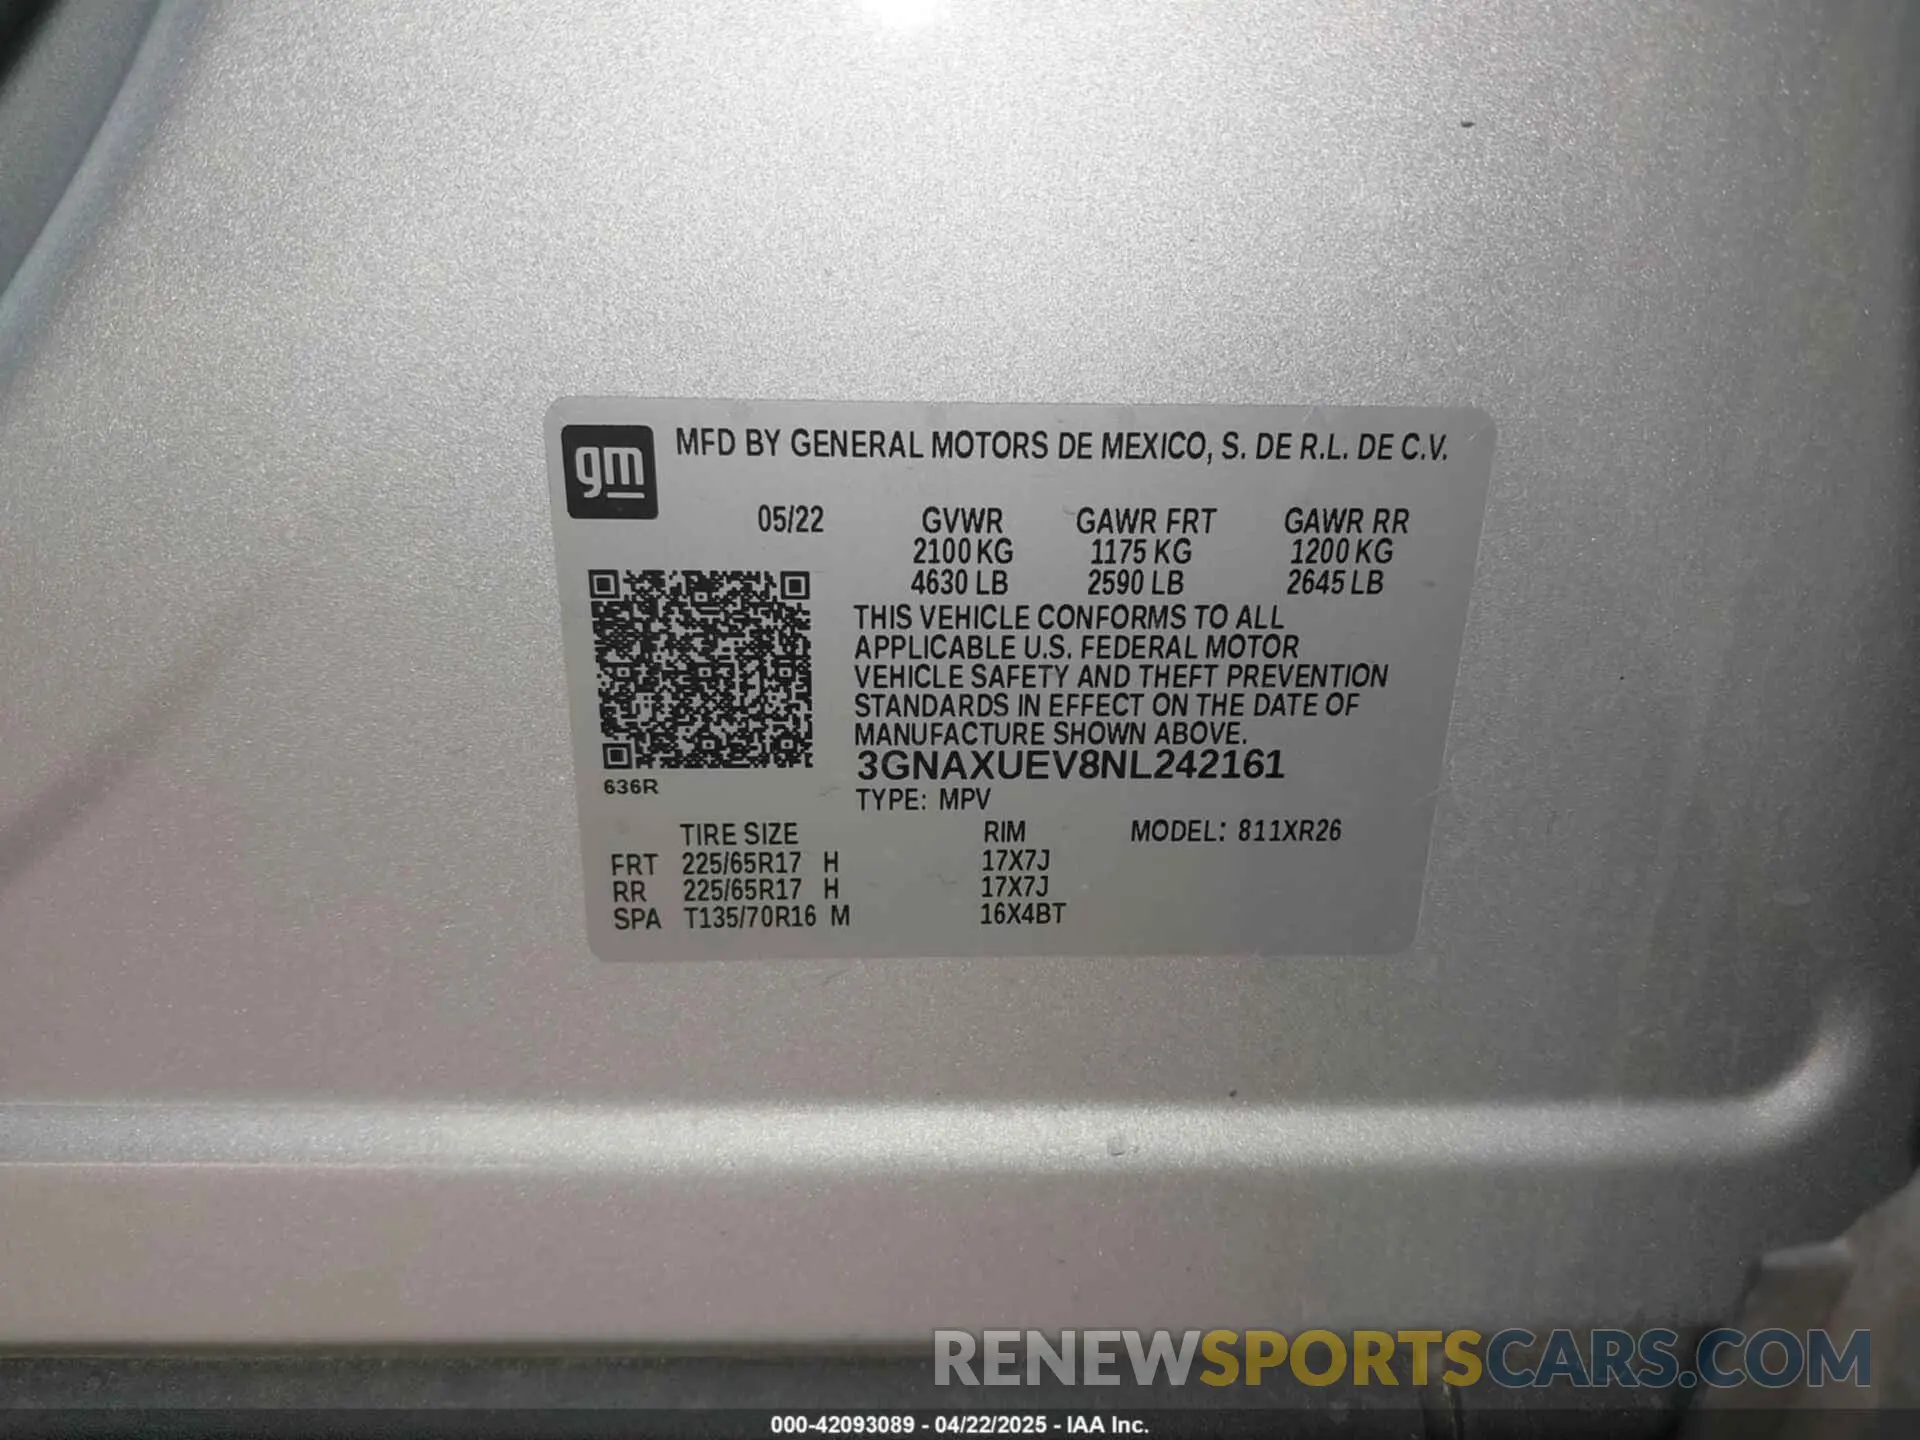 gm
MFD BY GENERAL MOTORS DE MEXICO, S. DE R.L. DE C.V.
05/22 GVWR GAWR FRT GAWR RR
2100 KG 1175 KG 1200 KG
4630 LB 2590 LB 2645 LB
THIS VEHICLE CONFORMS TO ALL
APPLICABLE U.S. FEDERAL MOTOR
VEHICLE SAFETY AND THEFT PREVENTION
STANDARDS IN EFFECT ON THE DATE OF
MANUFACTURE SHOWN ABOVE.
3GNAXUEV8NL242161
636R
TYPE: MPV
TIRE SIZE RIM MODEL: 811XR26
FRT 225/65R17 H 17X7J
RR 225/65R17 H 17X7J
SPA T135/70R16 M 16X4BT
RENEWSPORTSCARS.COM
000-42093089 - 04/22/2025 - IAA Inc.